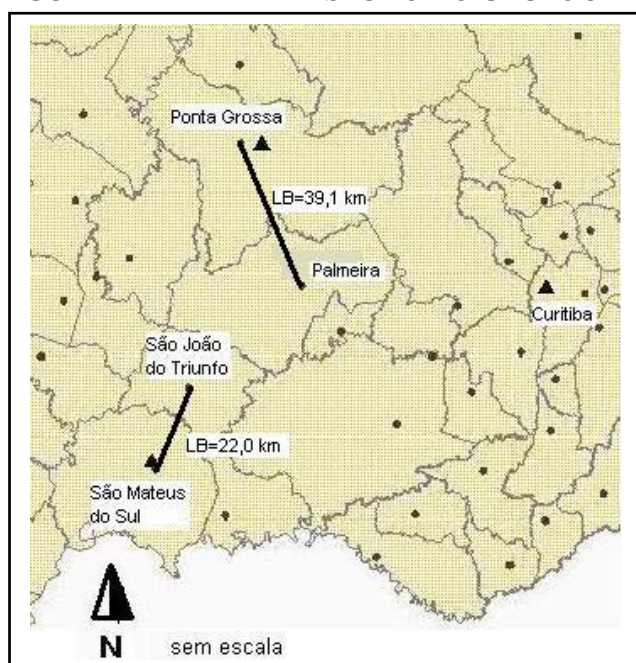 Ponta Grossa
LB=39,1 km
Palmeira
Curitiba
São João
do Triunfo
LB=22,0 km
São Mateus
do Sul
N
sem escala